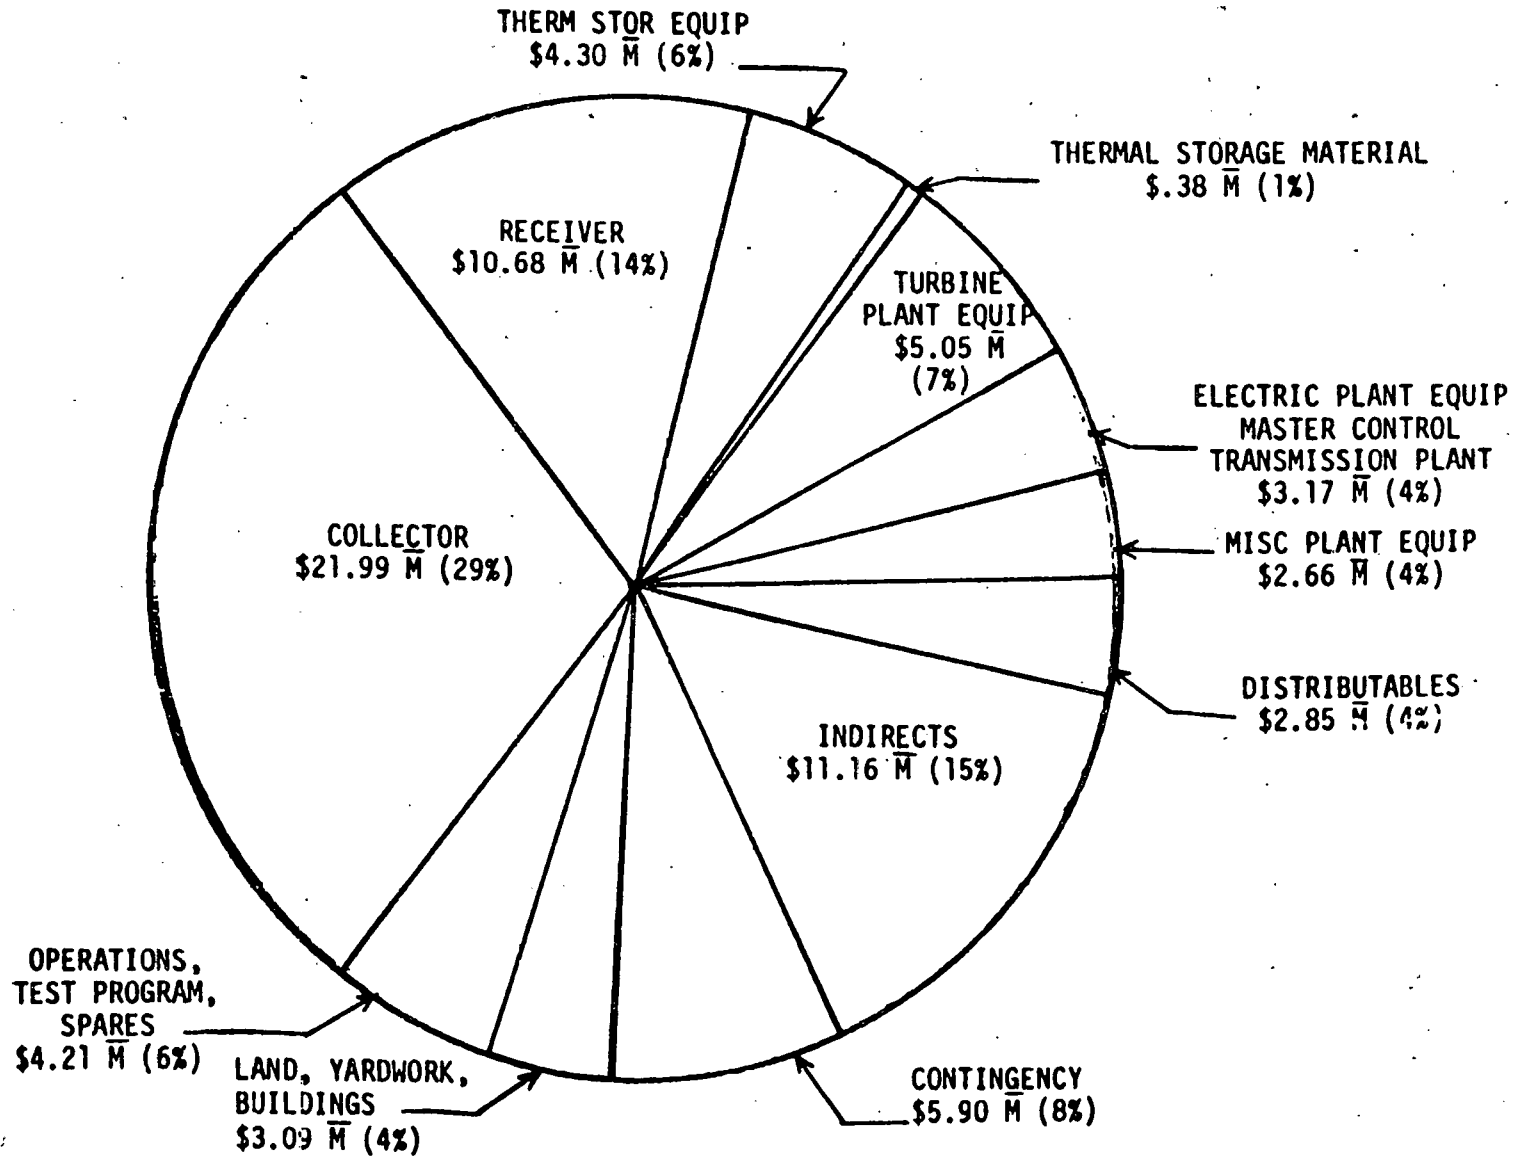 THERM STOR EQUIP
$4.30 M̅ (6%)
THERMAL STORAGE MATERIAL
$.38 M̅ (1%)
RECEIVER
$10.68 M̅ (14%)
TURBINE
PLANT EQUIP
$5.05 M̅
(7%)
ELECTRIC PLANT EQUIP
MASTER CONTROL
TRANSMISSION PLANT
$3.17 M̅ (4%)
MISC PLANT EQUIP
$2.66 M̅ (4%)
COLLECTOR
$21.99 M̅ (29%)
DISTRIBUTABLES
$2.85 M̅ (4%)
INDIRECTS
$11.16 M̅ (15%)
OPERATIONS,
TEST PROGRAM,
SPARES
$4.21 M̅ (6%)
LAND, YARDWORK,
BUILDINGS
$3.09 M̅ (4%)
CONTINGENCY
$5.90 M̅ (8%)